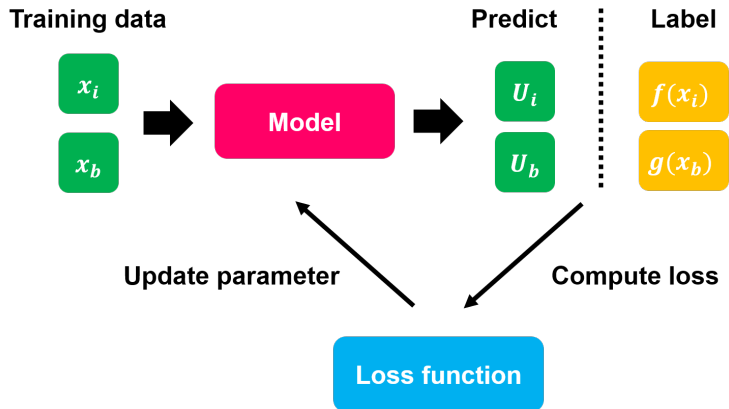 Training data
Predict
Label
x_i
x_b
Model
U_i
U_b
f(x_i)
g(x_b)
Update parameter
Compute loss
Loss function